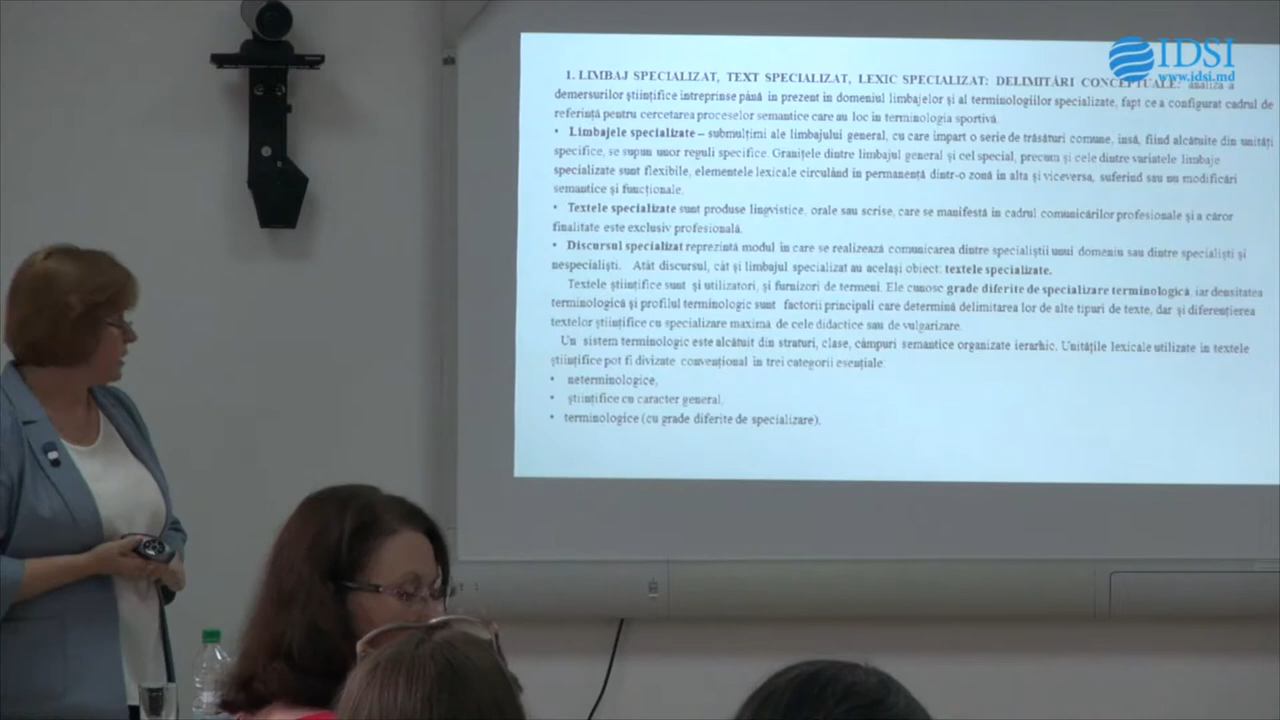 IDSI
www.idsi.md
1. LIMBAJ SPECIALIZAT, TEXT SPECIALIZAT, LEXIC SPECIALIZAT: DELIMITĂRI CONCEPTUALE: analiza a
demersurilor științifice întreprinse până în prezent în domeniul limbajelor și al terminologiilor specializate, fapt ce a configurat cadrul de
referință pentru cercetarea proceselor semantice care au loc în terminologia sportivă.
• Limbajele specializate – submulțimi ale limbajului general, cu care împart o serie de trăsături comune, însă, fiind alcătuite din unități
specifice, se supun unor reguli specifice. Granițele dintre limbajul general și cel special, precum și cele dintre variatele limbaje
specializate sunt flexibile, elementele lexicale circulând în permanență dintr-o zonă în alta și viceversa, suferind sau nu modificări
semantice și funcționale.
• Textele specializate sunt produse lingvistice, orale sau scrise, care se manifestă în cadrul comunicărilor profesionale și a căror
finalitate este exclusiv profesională.
• Discursul specializat reprezintă modul în care se realizează comunicarea dintre specialiștii unui domeniu sau dintre specialiști și
nespecialiști. Atât discursul, cât și limbajul specializat au același obiect: textele specializate.
Textele științifice sunt și utilizatori, și furnizori de termeni. Ele cunosc grade diferite de specializare terminologică, iar densitatea
terminologică și profilul terminologic sunt factorii principali care determină delimitarea lor de alte tipuri de texte, dar și diferențierea
textelor științifice cu specializare maximă de cele didactice sau de vulgarizare.
Un sistem terminologic este alcătuit din straturi, clase, câmpuri semantice organizate ierarhic. Unitățile lexicale utilizate în textele
științifice pot fi divizate convențional în trei categorii esențiale:
• neterminologice,
• științifice cu caracter general,
• terminologice (cu grade diferite de specializare).